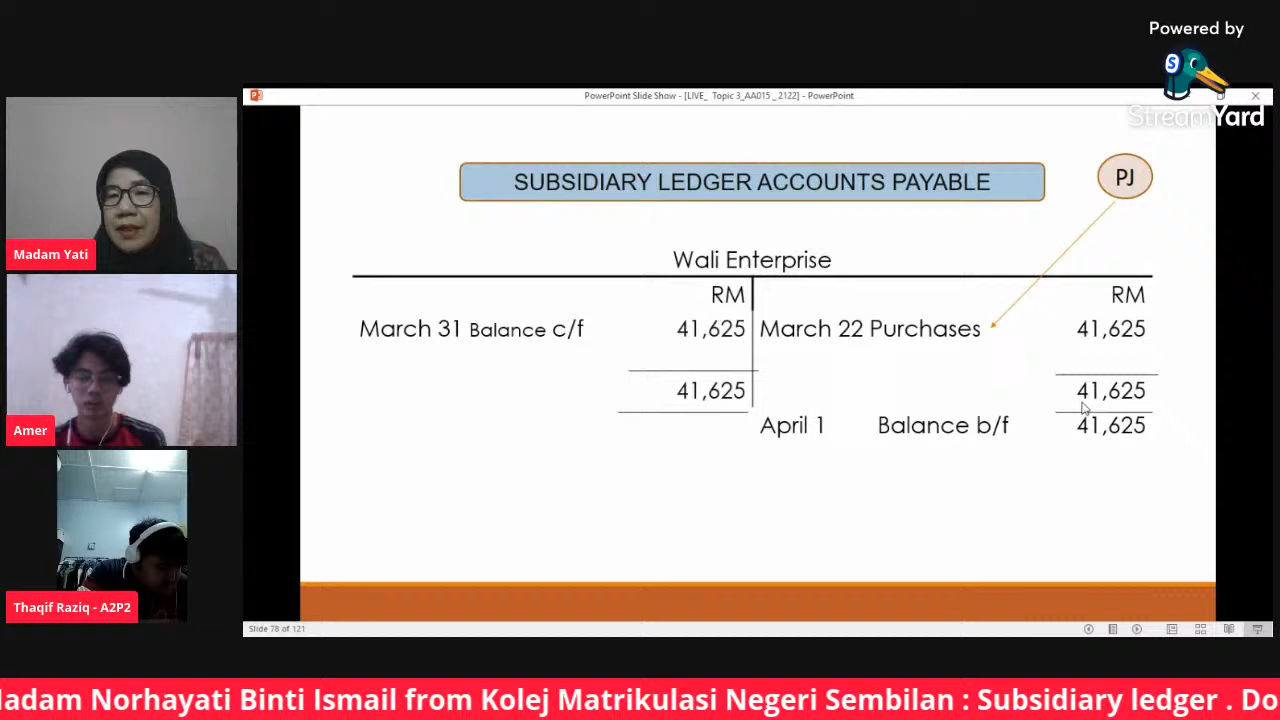 Powered by
S
StreamYard
PowerPoint Slide Show - [LIVE_ Topic 3_AA015 _ 2122] - PowerPoint
SUBSIDIARY LEDGER ACCOUNTS PAYABLE
PJ
Wali Enterprise
RM RM
March 31 Balance c/f 41,625 March 22 Purchases 41,625
41,625 41,625
April 1 Balance b/f 41,625
Madam Yati
Amer
Thaqif Raziq - A2P2
Slide 78 of 121
Madam Norhayati Binti Ismail from Kolej Matrikulasi Negeri Sembilan : Subsidiary ledger . Do